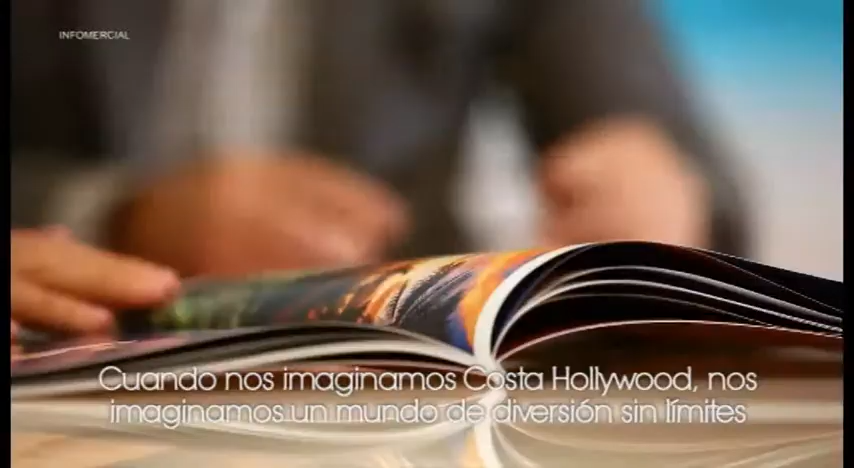 INFOMERCIAL
Cuando nos imaginamos Costa Hollywood, nos
imaginamos un mundo de diversión sin límites